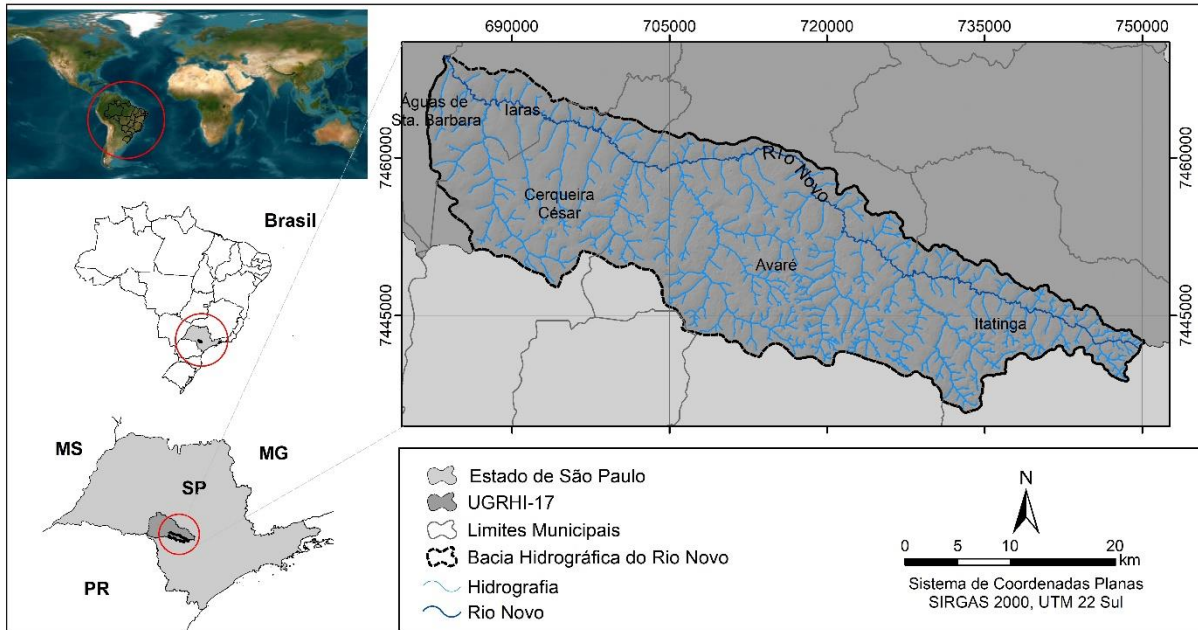 690000
705000
720000
735000
750000
7460000
7445000
Águas de
Sta. Barbara
Iaras
Rio Novo
Cerqueira
César
Avaré
Itatinga
Brasil
MS
MG
SP
PR
Estado de São Paulo
UGRHI-17
Limites Municipais
Bacia Hidrográfica do Rio Novo
Hidrografia
Rio Novo
N
0 5 10 20
km
Sistema de Coordenadas Planas
SIRGAS 2000, UTM 22 Sul